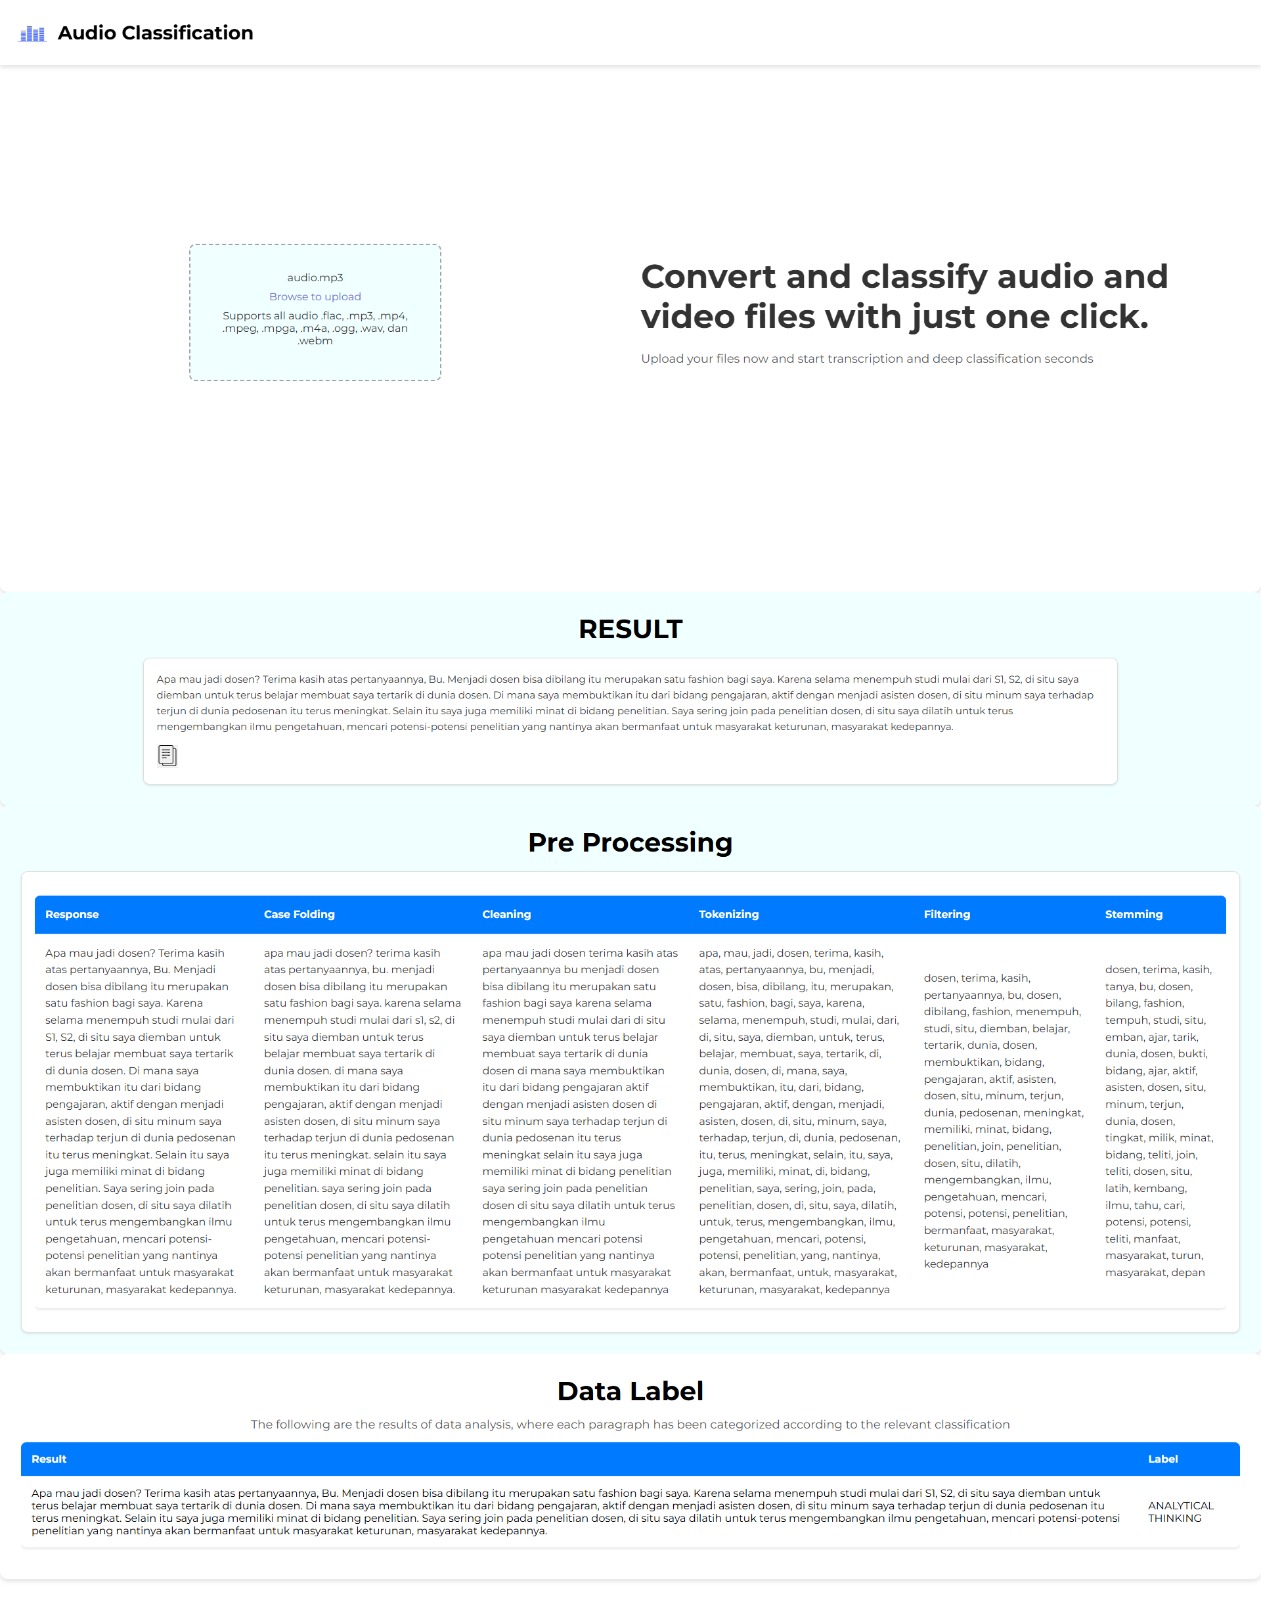 Audio Classification
audio.mp3
Browse to upload
Supports all audio .flac, .mp3, .mp4,
.mpeg, .mpga, .m4a, .ogg, .wav, dan
.webm
Convert and classify audio and
video files with just one click.
Upload your files now and start transcription and deep classification seconds
RESULT
Apa mau jadi dosen? Terima kasih atas pertanyaannya, Bu. Menjadi dosen bisa dibilang itu merupakan satu fashion bagi saya. Karena selama menempuh studi mulai dari S1, S2, di situ saya
diemban untuk terus belajar membuat saya tertarik di dunia dosen. Di mana saya membuktikan itu dari bidang pengajaran, aktif dengan menjadi asisten dosen, di situ minum saya terhadap
terjun di dunia pedosenan itu terus meningkat. Selain itu saya juga memiliki minat di bidang penelitian. Saya sering join pada penelitian dosen, di situ saya dilatih untuk terus
mengembangkan ilmu pengetahuan, mencari potensi-potensi penelitian yang nantinya akan bermanfaat untuk masyarakat keturunan, masyarakat kedepannya.
Pre Processing
Response
Case Folding
Cleaning
Tokenizing
Filtering
Stemming
Apa mau jadi dosen? Terima kasih
atas pertanyaannya, Bu. Menjadi
dosen bisa dibilang itu merupakan
satu fashion bagi saya. Karena
selama menempuh studi mulai dari
S1, S2, di situ saya diemban untuk
terus belajar membuat saya tertarik
di dunia dosen. Di mana saya
membuktikan itu dari bidang
pengajaran, aktif dengan menjadi
asisten dosen, di situ minum saya
terhadap terjun di dunia pedosenan
itu terus meningkat. Selain itu saya
juga memiliki minat di bidang
penelitian. Saya sering join pada
penelitian dosen, di situ saya dilatih
untuk terus mengembangkan ilmu
pengetahuan, mencari potensi-
potensi penelitian yang nantinya
akan bermanfaat untuk masyarakat
keturunan, masyarakat kedepannya.
apa mau jadi dosen? terima kasih
atas pertanyaannya, bu. menjadi
dosen bisa dibilang itu merupakan
satu fashion bagi saya. karena selama
menempuh studi mulai dari s1, s2, di
situ saya diemban untuk terus
belajar membuat saya tertarik di
dunia dosen. di mana saya
membuktikan itu dari bidang
pengajaran, aktif dengan menjadi
asisten dosen, di situ minum saya
terhadap terjun di dunia pedosenan
itu terus meningkat. selain itu saya
juga memiliki minat di bidang
penelitian. saya sering join pada
penelitian dosen, di situ saya dilatih
untuk terus mengembangkan ilmu
pengetahuan, mencari potensi-
potensi penelitian yang nantinya
akan bermanfaat untuk masyarakat
keturunan, masyarakat kedepannya.
apa mau jadi dosen terima kasih atas
pertanyaannya bu menjadi dosen
bisa dibilang itu merupakan satu
fashion bagi saya karena selama
menempuh studi mulai dari di situ
saya diemban untuk terus belajar
membuat saya tertarik di dunia
dosen di mana saya membuktikan
itu dari bidang pengajaran aktif
dengan menjadi asisten dosen di
situ minum saya terhadap terjun di
dunia pedosenan itu terus
meningkat selain itu saya juga
memiliki minat di bidang penelitian
saya sering join pada penelitian
dosen di situ saya dilatih untuk terus
mengembangkan ilmu
pengetahuan mencari potensi
potensi penelitian yang nantinya
akan bermanfaat untuk masyarakat
keturunan masyarakat kedepannya
apa, mau, jadi, dosen, terima, kasih,
atas, pertanyaannya, bu, menjadi,
dosen, bisa, dibilang, itu, merupakan,
satu, fashion, bagi, saya, karena,
selama, menempuh, studi, mulai, dari,
di, situ, saya, diemban, untuk, terus,
belajar, membuat, saya, tertarik, di,
dunia, dosen, di, mana, saya,
membuktikan, itu, dari, bidang,
pengajaran, aktif, dengan, menjadi,
asisten, dosen, di, situ, minum, saya,
terhadap, terjun, di, dunia, pedosenan,
itu, terus, meningkat, selain, itu, saya,
juga, memiliki, minat, di, bidang,
penelitian, saya, sering, join, pada,
penelitian, dosen, di, situ, saya, dilatih,
untuk, terus, mengembangkan, ilmu,
pengetahuan, mencari, potensi,
potensi, penelitian, yang, nantinya,
akan, bermanfaat, untuk, masyarakat,
keturunan, masyarakat, kedepannya
dosen, terima, kasih,
pertanyaannya, bu, dosen,
dibilang, fashion, menempuh,
studi, situ, diemban, belajar,
tertarik, dunia, dosen,
membuktikan, bidang,
pengajaran, aktif, asisten,
dosen, situ, minum, terjun,
dunia, pedosenan, meningkat,
memiliki, minat, bidang,
penelitian, join, penelitian,
dosen, situ, dilatih,
mengembangkan, ilmu,
pengetahuan, mencari,
potensi, potensi, penelitian,
bermanfaat, masyarakat,
keturunan, masyarakat,
kedepannya
dosen, terima, kasih,
tanya, bu, dosen,
bilang, fashion,
tempuh, studi, situ,
emban, ajar, tarik,
dunia, dosen, bukti,
bidang, ajar, aktif,
asisten, dosen, situ,
minum, terjun,
dunia, dosen,
tingkat, milik, minat,
bidang, teliti, join,
teliti, dosen, situ,
latih, kembang,
ilmu, tahu, cari,
potensi, potensi,
teliti, manfaat,
masyarakat, turun,
masyarakat, depan
Data Label
The following are the results of data analysis, where each paragraph has been categorized according to the relevant classification
Result
Label
Apa mau jadi dosen? Terima kasih atas pertanyaannya, Bu. Menjadi dosen bisa dibilang itu merupakan satu fashion bagi saya. Karena selama menempuh studi mulai dari S1, S2, di situ saya diemban untuk
terus belajar membuat saya tertarik di dunia dosen. Di mana saya membuktikan itu dari bidang pengajaran, aktif dengan menjadi asisten dosen, di situ minum saya terhadap terjun di dunia pedosenan itu
terus meningkat. Selain itu saya juga memiliki minat di bidang penelitian. Saya sering join pada penelitian dosen, di situ saya dilatih untuk terus mengembangkan ilmu pengetahuan, mencari potensi-potensi
penelitian yang nantinya akan bermanfaat untuk masyarakat keturunan, masyarakat kedepannya.
ANALYTICAL
THINKING